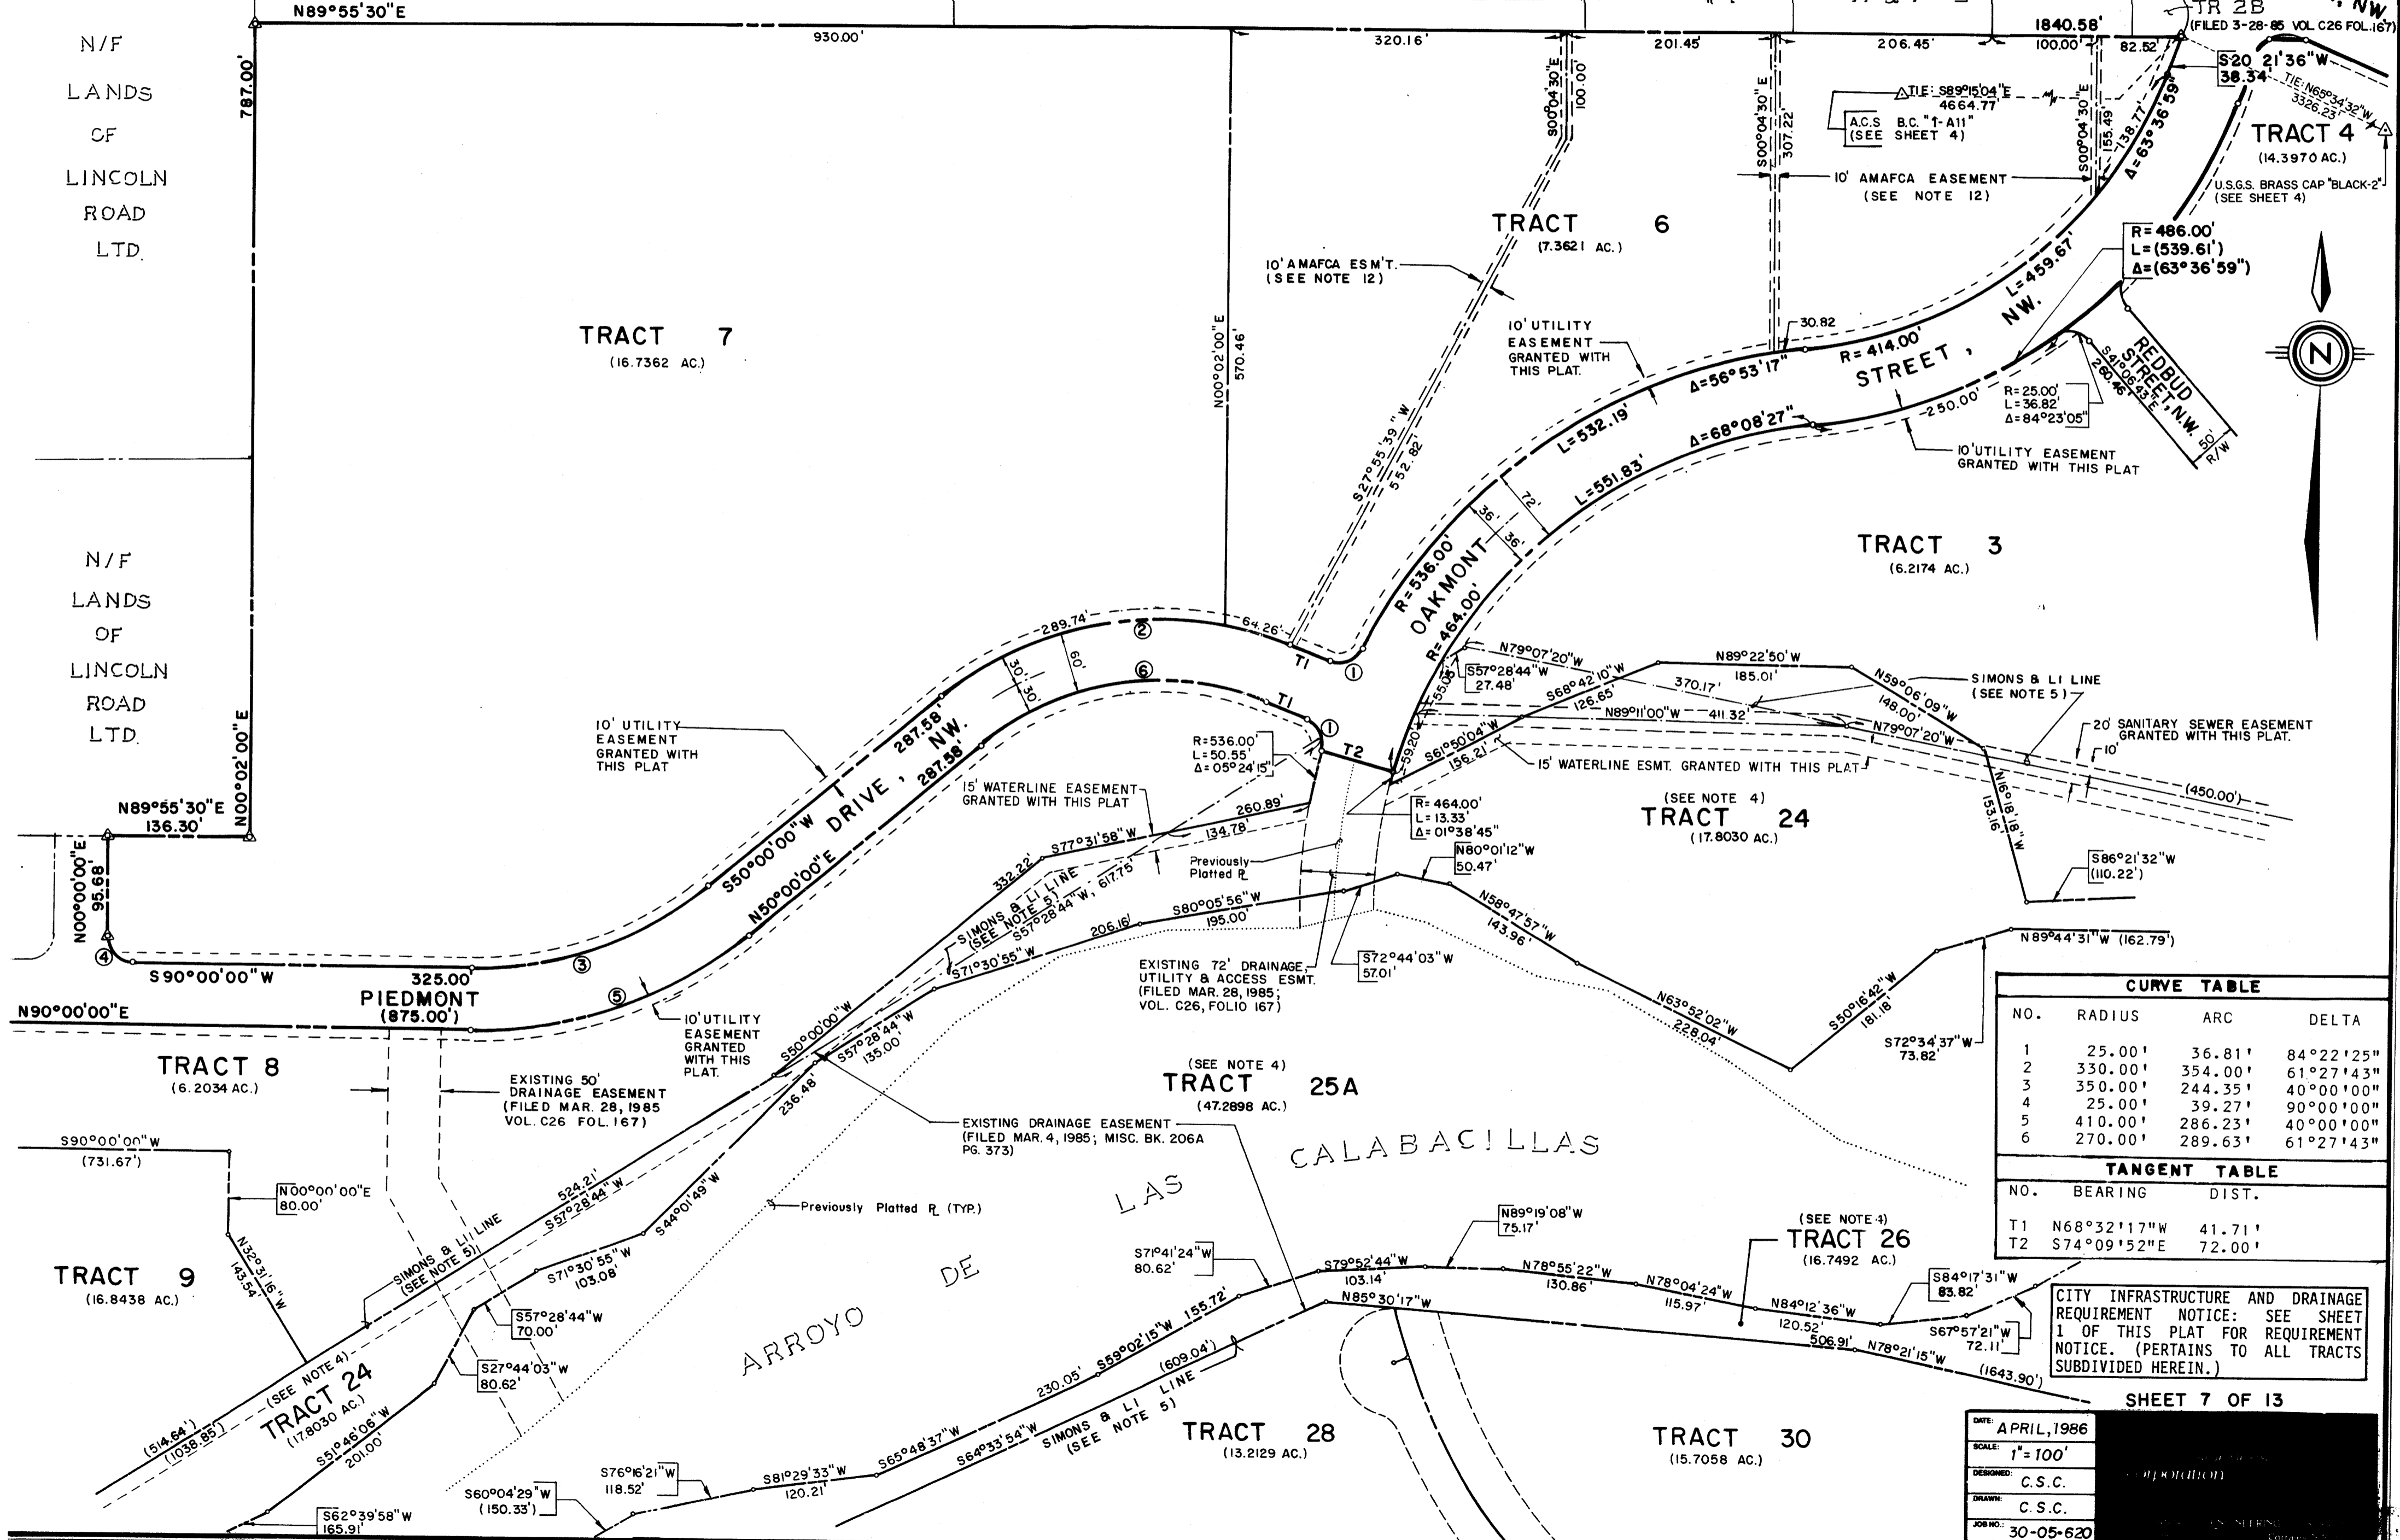 N89°55'30"E
930.00'
320.16'
201.45'
206.45'
1840.58'
100.00'
82.52'
TR 2B
NW
(FILED 3-28-85 VOL C26 FOL.167)
N/F
LANDS
OF
LINCOLN
ROAD
LTD.
787.00'
N00°02'00"E
TRACT 7
(16.7362 AC.)
N00°02'00"E
570.46'
S00°04'30"E
100.00'
S00°04'30"E
307.22'
S00°04'30"E
155.49'
138.77'
Δ=63°36'59"
S20 21'36"W
38.34'
TIE: S89°15'04"E
4664.77'
A.C.S B.C. "1-A11"
(SEE SHEET 4)
TIE: N65°34'32"W
3326.23'
TRACT 4
(14.3970 AC.)
U.S.G.S. BRASS CAP "BLACK-2"
(SEE SHEET 4)
10' AMAFCA EASEMENT
(SEE NOTE 12)
TRACT 6
(7.3621 AC.)
10' AMAFCA ESM'T.
(SEE NOTE 12)
S27°55'39"W
552.82'
10' UTILITY
EASEMENT
GRANTED WITH
THIS PLAT.
30.82
R=486.00'
L=(539.61')
Δ=(63°36'59")
L=459.67'
R=414.00'
Δ=56°53'17"
L=532.19'
R=536.00'
OAKMONT STREET, NW.
Δ=68°08'27"
L=551.83'
R=464.00'
72'
36'
36'
250.00'
R=25.00'
L=36.82'
Δ=84°23'05"
S41°06'43"E
260.46'
REDBUD
STREET, N.W.
50'
R/W
N
10' UTILITY EASEMENT
GRANTED WITH THIS PLAT
TRACT 3
(6.2174 AC.)
N/F
LANDS
OF
LINCOLN
ROAD
LTD.
N89°55'30"E
136.30'
N00°00'00"E
95.68'
4
S90°00'00"W
325.00'
3
PIEDMONT DRIVE, NW.
(875.00')
N90°00'00"E
5
10' UTILITY
EASEMENT
GRANTED WITH
THIS PLAT
S50°00'00"W
287.58'
N50°00'00"E
287.58'
289.74'
2
6
30'
30'
60'
64.26'
T1
1
T1
1
T2
R=536.00'
L=50.55'
Δ=05°24'15"
155.05'
59.20'
S57°28'44"W
27.48'
N79°07'20"W
370.17'
S68°42'10"W
126.65'
N89°22'50"W
185.01'
N59°06'09"W
148.00'
SIMONS & LI LINE
(SEE NOTE 5)
N89°11'00"W
411.32'
N79°07'20"W
S61°50'04"W
156.21'
20' SANITARY SEWER EASEMENT
GRANTED WITH THIS PLAT.
10'
(450.00')
15' WATERLINE ESMT. GRANTED WITH THIS PLAT
(SEE NOTE 4)
TRACT 24
(17.8030 AC.)
N16°18'18"W
153.16'
S86°21'32"W
(110.22')
N89°44'31"W (162.79')
S72°34'37"W
73.82'
S50°16'42"W
181.18'
N63°52'02"W
228.04'
N58°47'57"W
143.96'
N80°01'12"W
50.47'
R=464.00'
L=13.33'
Δ=01°38'45"
15' WATERLINE EASEMENT
GRANTED WITH THIS PLAT
260.89'
134.78'
S77°31'58"W
332.22'
S50°00'00"W
Previously
Platted PL
SIMONS & LI LINE
(SEE NOTE 5)
S57°28'44"W, 617.75'
S71°30'55"W
206.16'
S80°05'56"W
195.00'
S72°44'03"W
57.01'
EXISTING 72' DRAINAGE,
UTILITY & ACCESS ESMT.
(FILED MAR. 28, 1985;
VOL. C26, FOLIO 167)
S57°28'44"W
135.00'
236.48'
S44°01'49"W
10' UTILITY
EASEMENT
GRANTED
WITH THIS
PLAT.
TRACT 8
(6.2034 AC.)
EXISTING 50'
DRAINAGE EASEMENT
(FILED MAR. 28, 1985
VOL. C26 FOL. 167)
S90°00'00"W
(731.67')
N00°00'00"E
80.00'
N32°31'16"W
143.54'
TRACT 9
(16.8438 AC.)
524.21'
S57°28'44"W
SIMONS & LI LINE
(SEE NOTE 5)
S71°30'55"W
103.08'
S57°28'44"W
70.00'
S27°44'03"W
80.62'
(SEE NOTE 4)
TRACT 24
(17.8030 AC.)
(514.64')
(1038.85')
S51°46'06"W
201.00'
S62°39'58"W
165.91'
Previously Platted PL (TYP.)
(SEE NOTE 4)
TRACT 25A
(47.2898 AC.)
EXISTING DRAINAGE EASEMENT
(FILED MAR. 4, 1985; MISC. BK. 206A
PG. 373)
ARROYO DE LAS CALABACILLAS
S60°04'29"W
(150.33')
S76°16'21"W
118.52'
S81°29'33"W
120.21'
S65°48'37"W
230.05'
S59°02'15"W
155.72'
S64°33'54"W
(609.04')
SIMONS & LI LINE
(SEE NOTE 5)
S71°41'24"W
80.62'
S79°52'44"W
103.14'
N89°19'08"W
75.17'
N78°55'22"W
130.86'
N78°04'24"W
115.97'
N84°12'36"W
120.52'
S84°17'31"W
83.82'
S67°57'21"W
72.11'
N85°30'17"W
506.91'
N78°21'15"W
(1643.90')
TRACT 26
(16.7492 AC.)
TRACT 28
(13.2129 AC.)
TRACT 30
(15.7058 AC.)
CURVE TABLE
NO. RADIUS ARC DELTA
1 25.00' 36.81' 84°22'25"
2 330.00' 354.00' 61°27'43"
3 350.00' 244.35' 40°00'00"
4 25.00' 39.27' 90°00'00"
5 410.00' 286.23' 40°00'00"
6 270.00' 289.63' 61°27'43"
TANGENT TABLE
NO. BEARING DIST.
T1 N68°32'17"W 41.71'
T2 S74°09'52"E 72.00'
CITY INFRASTRUCTURE AND DRAINAGE
REQUIREMENT NOTICE: SEE SHEET
1 OF THIS PLAT FOR REQUIREMENT
NOTICE. (PERTAINS TO ALL TRACTS
SUBDIVIDED HEREIN.)
SHEET 7 OF 13
DATE: APRIL, 1986
SCALE: 1"=100'
DESIGNED: C.S.C.
DRAWN: C.S.C.
JOB NO.: 30-05-620